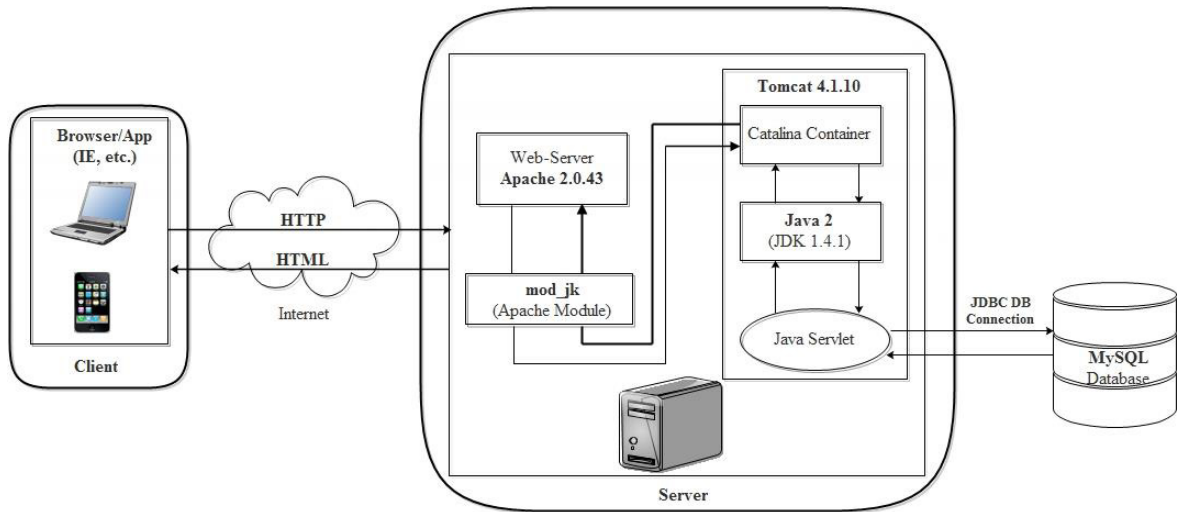 Browser/App
(IE, etc.)
Client
HTTP
HTML
Internet
Web-Server
Apache 2.0.43
mod_jk
(Apache Module)
Tomcat 4.1.10
Catalina Container
Java 2
(JDK 1.4.1)
Java Servlet
Server
JDBC DB
Connection
MySQL
Database